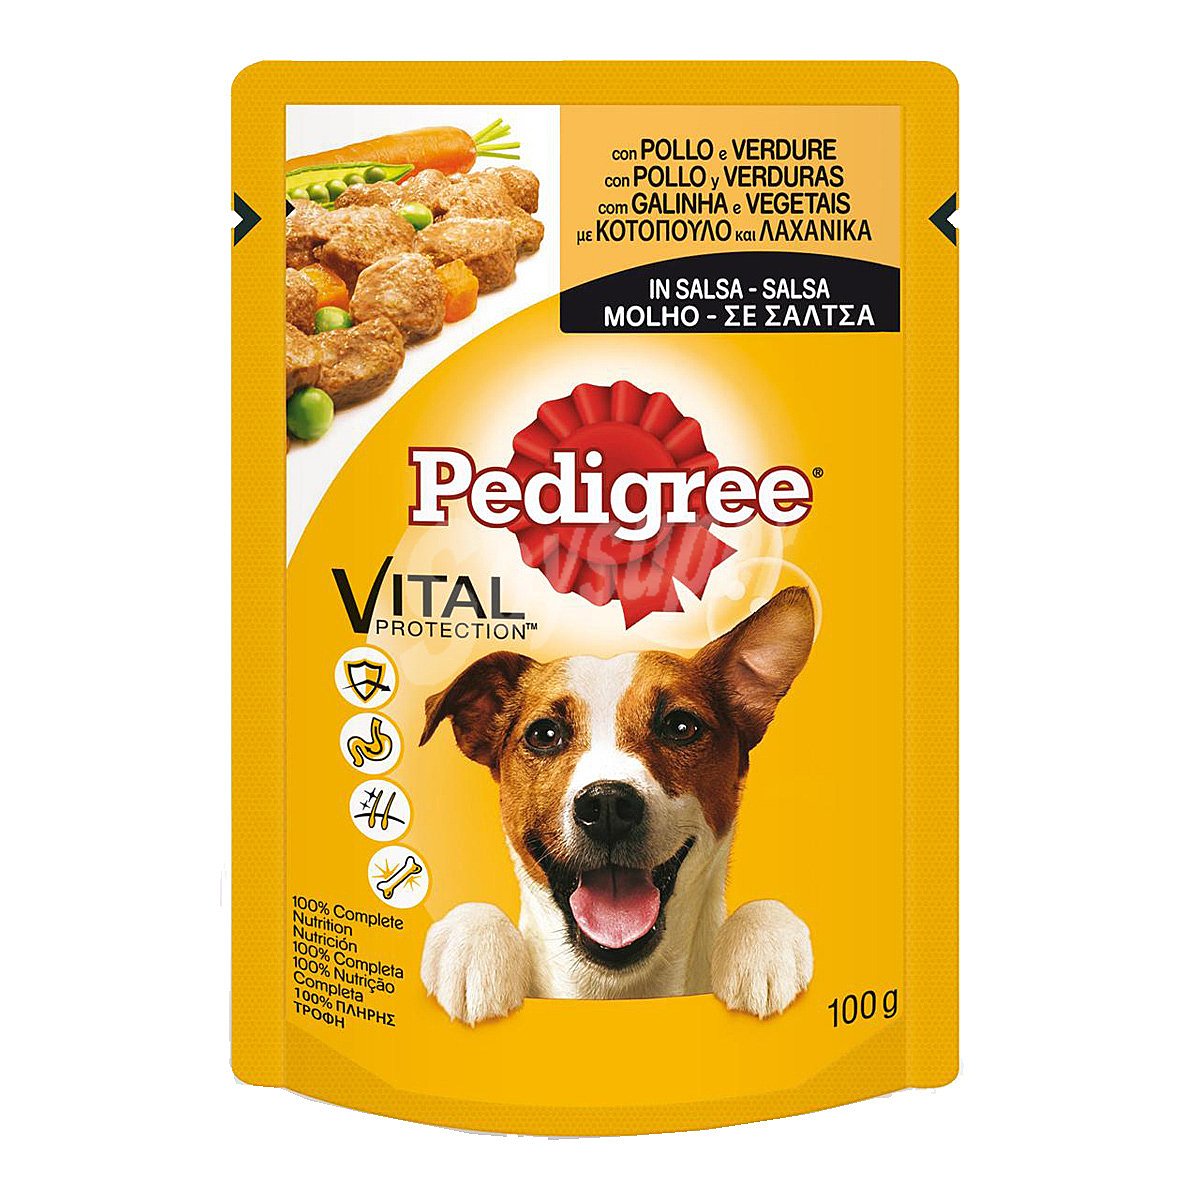 con POLLO e VERDURE
con POLLO y VERDURAS
com GALINHA e VEGETAIS
με ΚΟΤΟΠΟΥΛΟ και ΛΑΧΑΝΙΚΑ
IN SALSA - SALSA
MOLHO - ΣΕ ΣΑΛΤΣΑ
Pedigree®
VITAL
PROTECTION™
100% Complete
Nutrition
Nutrición
100% Completa
100% Nutrição
Completa
100% ΠΛΗΡΗΣ
ΤΡΟΦΗ
100 g